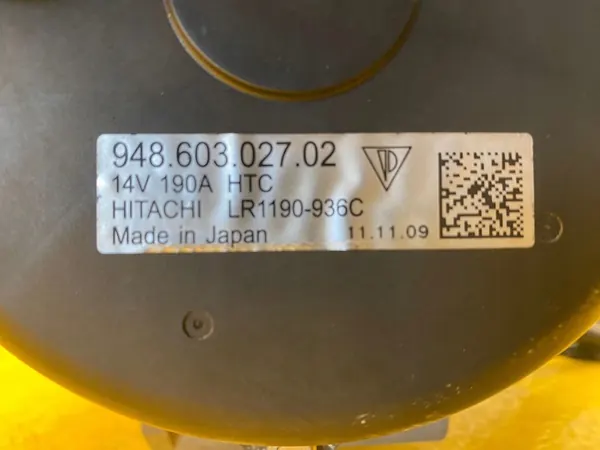 948.603.027.02
14V 190A HTC
HITACHI LR1190-936C
Made in Japan 11.11.09